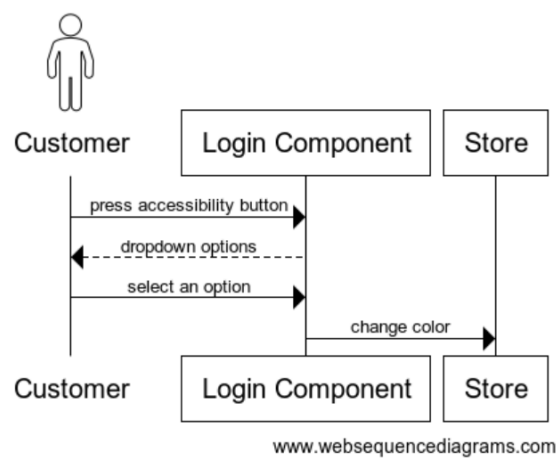 Customer
Login Component
Store
press accessibility button
dropdown options
select an option
change color
Customer
Login Component
Store
www.websequencediagrams.com